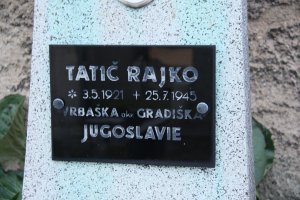 TATIČ RAJKO
* 3.5.1921 + 25.7.1945
VRBAŠKA okr. GRADIŠKA
JUGOSLAVIE